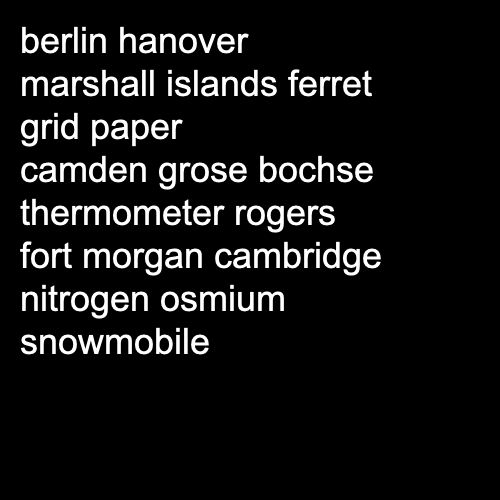 berlin hanover
marshall islands ferret
grid paper
camden grose bochse
thermometer rogers
fort morgan cambridge
nitrogen osmium
snowmobile